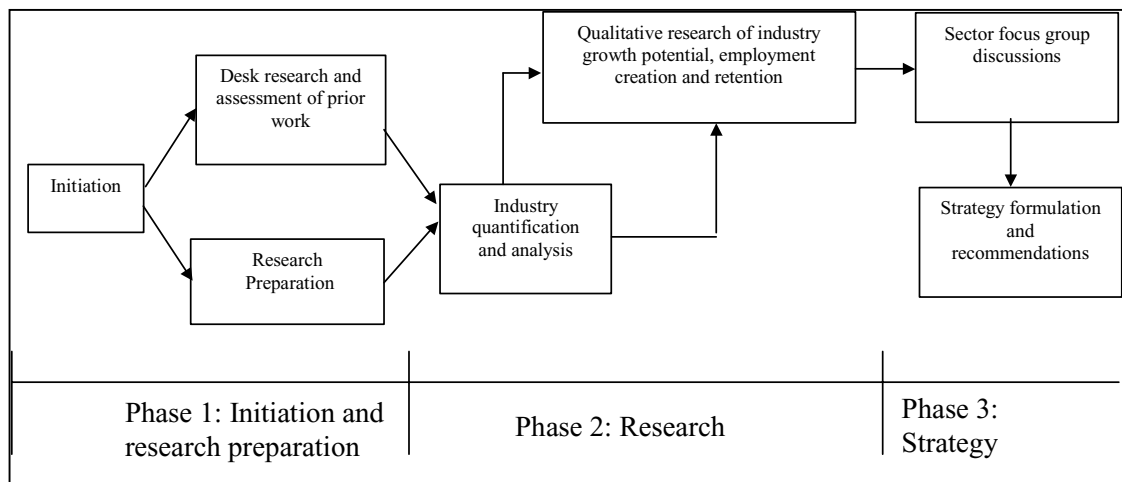 Initiation
Desk research and
assessment of prior
work
Research
Preparation
Industry
quantification
and analysis
Qualitative research of industry
growth potential, employment
creation and retention
Sector focus group
discussions
Strategy formulation
and
recommendations
Phase 1: Initiation and
research preparation
Phase 2: Research
Phase 3:
Strategy